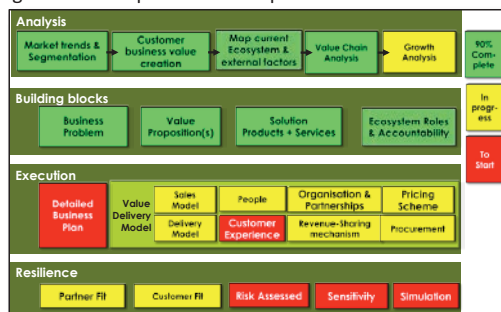 Analysis
Market trends &
Segmentation
Customer
business value
creation
Map current
Ecosystem &
external factors
Value Chain
Analysis
Growth
Analysis
90%
Com-
plete
In
progr-
ess
To
Start
Building blocks
Business
Problem
Value
Proposition(s)
Solution
Products + Services
Ecosystem Roles
& Accountability
Execution
Detailed
Business
Plan
Value
Delivery
Model
Sales
Model
People
Organisation &
Partnerships
Pricing
Scheme
Delivery
Model
Customer
Experience
Revenue-Sharing
mechanism
Procurement
Resilience
Partner Fit
Customer Fit
Risk Assessed
Sensitivity
Simulation